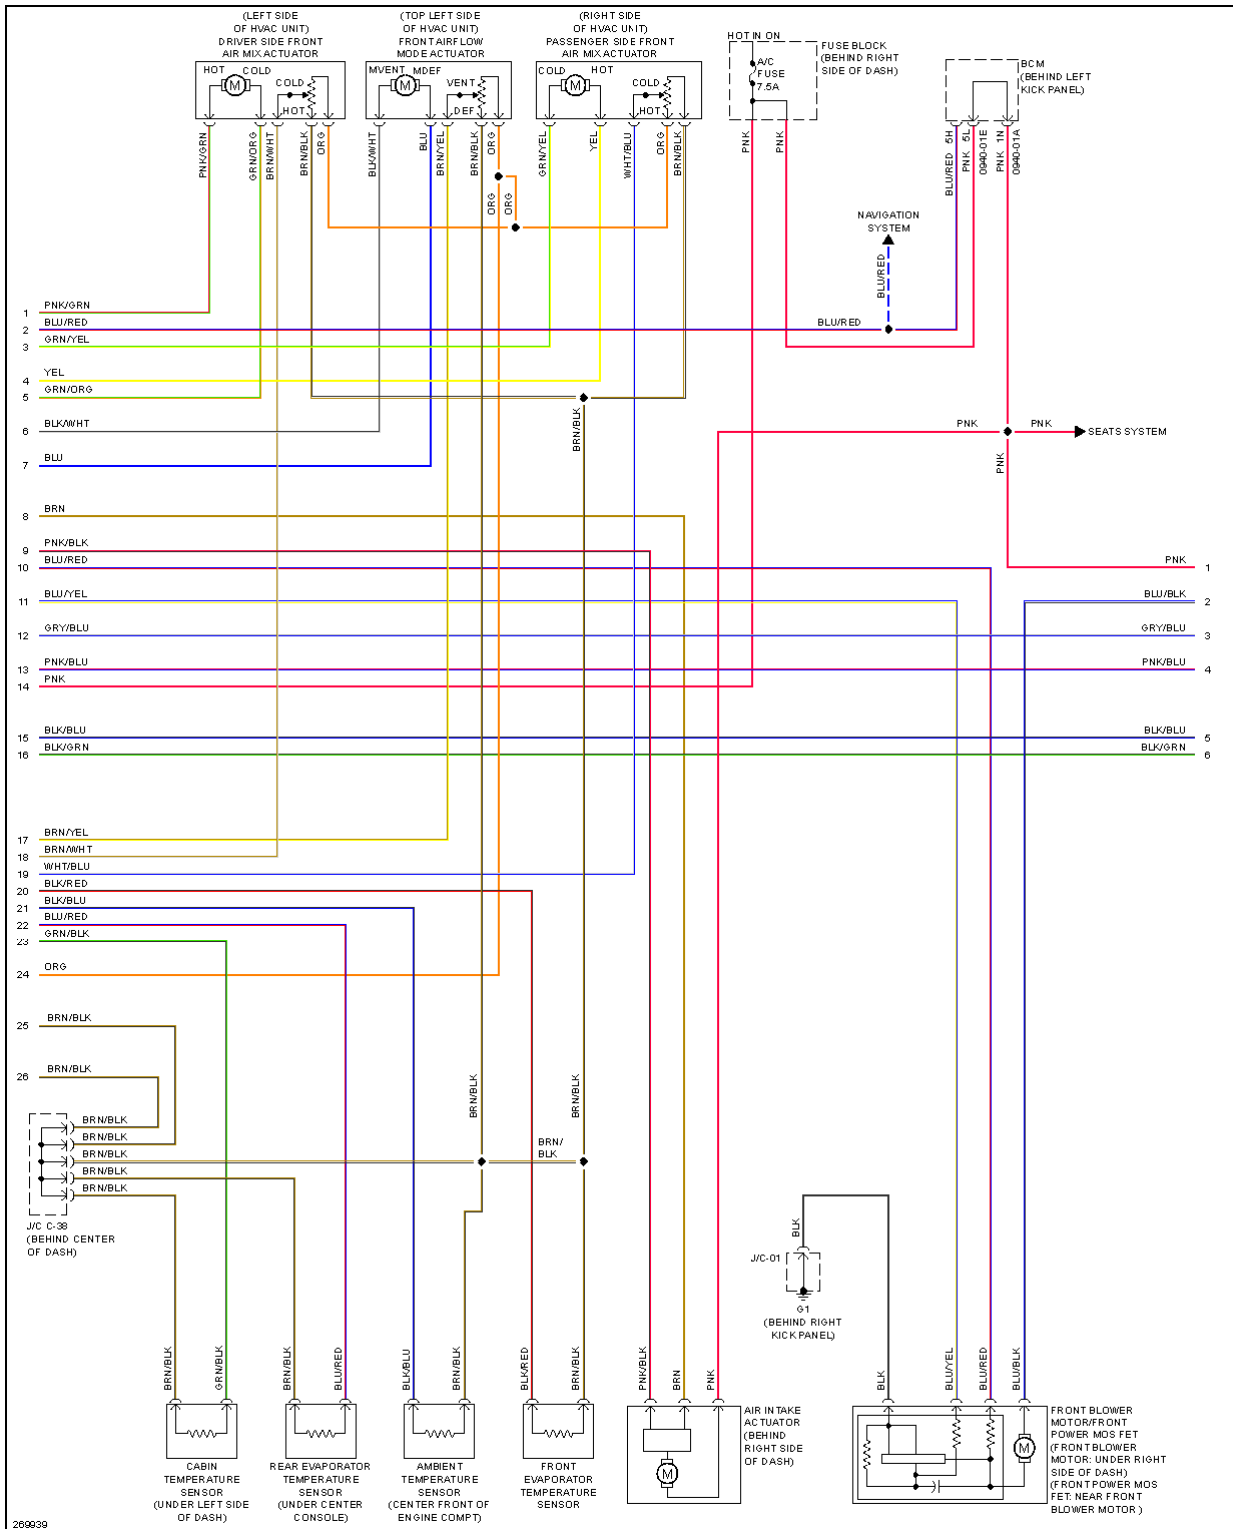 (LEFT SIDE
OF HVAC UNIT)
DRIVER SIDE FRONT
AIR MIX ACTUATOR
(TOP LEFT SIDE
OF HVAC UNIT)
FRONT AIRFLOW
MODE ACTUATOR
(RIGHT SIDE
OF HVAC UNIT)
PASSENGER SIDE FRONT
AIR MIX ACTUATOR
HOT IN ON
FUSE BLOCK
(BEHIND RIGHT
SIDE OF DASH)
A/C
FUSE
7.5A
BCM
(BEHIND LEFT
KICK PANEL)
HOT COLD
M
COLD
HOT
MVENT MDEF
M
VENT
DEF
COLD HOT
M
COLD
HOT
PNK/GRN
GRN/ORG
BRN/WHT
BRN/BLK
ORG
BLK/WHT
BLU
BRN/YEL
BRN/BLK
ORG
GRN/YEL
YEL
WHT/BLU
ORG
BRN/BLK
PNK
PNK
BLU/RED 5H
PNK 5L
0940-01E
PNK 1N
0940-01A
ORG
ORG
NAVIGATION
SYSTEM
BLU/RED
1 PNK/GRN
2 BLU/RED
BLU/RED
3 GRN/YEL
4 YEL
5 GRN/ORG
6 BLK/WHT
BRN/BLK
PNK
PNK
SEATS SYSTEM
PNK
7 BLU
8 BRN
9 PNK/BLK
10 BLU/RED
PNK 1
11 BLU/YEL
BLU/BLK 2
12 GRY/BLU
GRY/BLU 3
13 PNK/BLU
PNK/BLU 4
14 PNK
15 BLK/BLU
BLK/BLU 5
16 BLK/GRN
BLK/GRN 6
17 BRN/YEL
18 BRN/WHT
19 WHT/BLU
20 BLK/RED
21 BLK/BLU
22 BLU/RED
23 GRN/BLK
24 ORG
25 BRN/BLK
26 BRN/BLK
BRN/BLK
BRN/BLK
BRN/BLK
BRN/BLK
BRN/BLK
BRN/BLK
BRN/BLK
BRN/
BLK
J/C C-38
(BEHIND CENTER
OF DASH)
BLK
J/C-01
G1
(BEHIND RIGHT
KICK PANEL)
BRN/BLK
GRN/BLK
BRN/BLK
BLU/RED
BLK/BLU
BRN/BLK
BLK/RED
BRN/BLK
PNK/BLK
BRN
PNK
BLK
BLU/YEL
BLU/RED
BLU/BLK
CABIN
TEMPERATURE
SENSOR
(UNDER LEFT SIDE
OF DASH)
REAR EVAPORATOR
TEMPERATURE
SENSOR
(UNDER CENTER
CONSOLE)
AMBIENT
TEMPERATURE
SENSOR
(CENTER FRONT OF
ENGINE COMPT)
FRONT
EVAPORATOR
TEMPERATURE
SENSOR
M
AIR INTAKE
ACTUATOR
(BEHIND
RIGHT SIDE
OF DASH)
M
FRONT BLOWER
MOTOR/FRONT
POWER MOS FET
(FRONT BLOWER
MOTOR: UNDER RIGHT
SIDE OF DASH)
(FRONT POWER MOS
FET: NEAR FRONT
BLOWER MOTOR )
269939